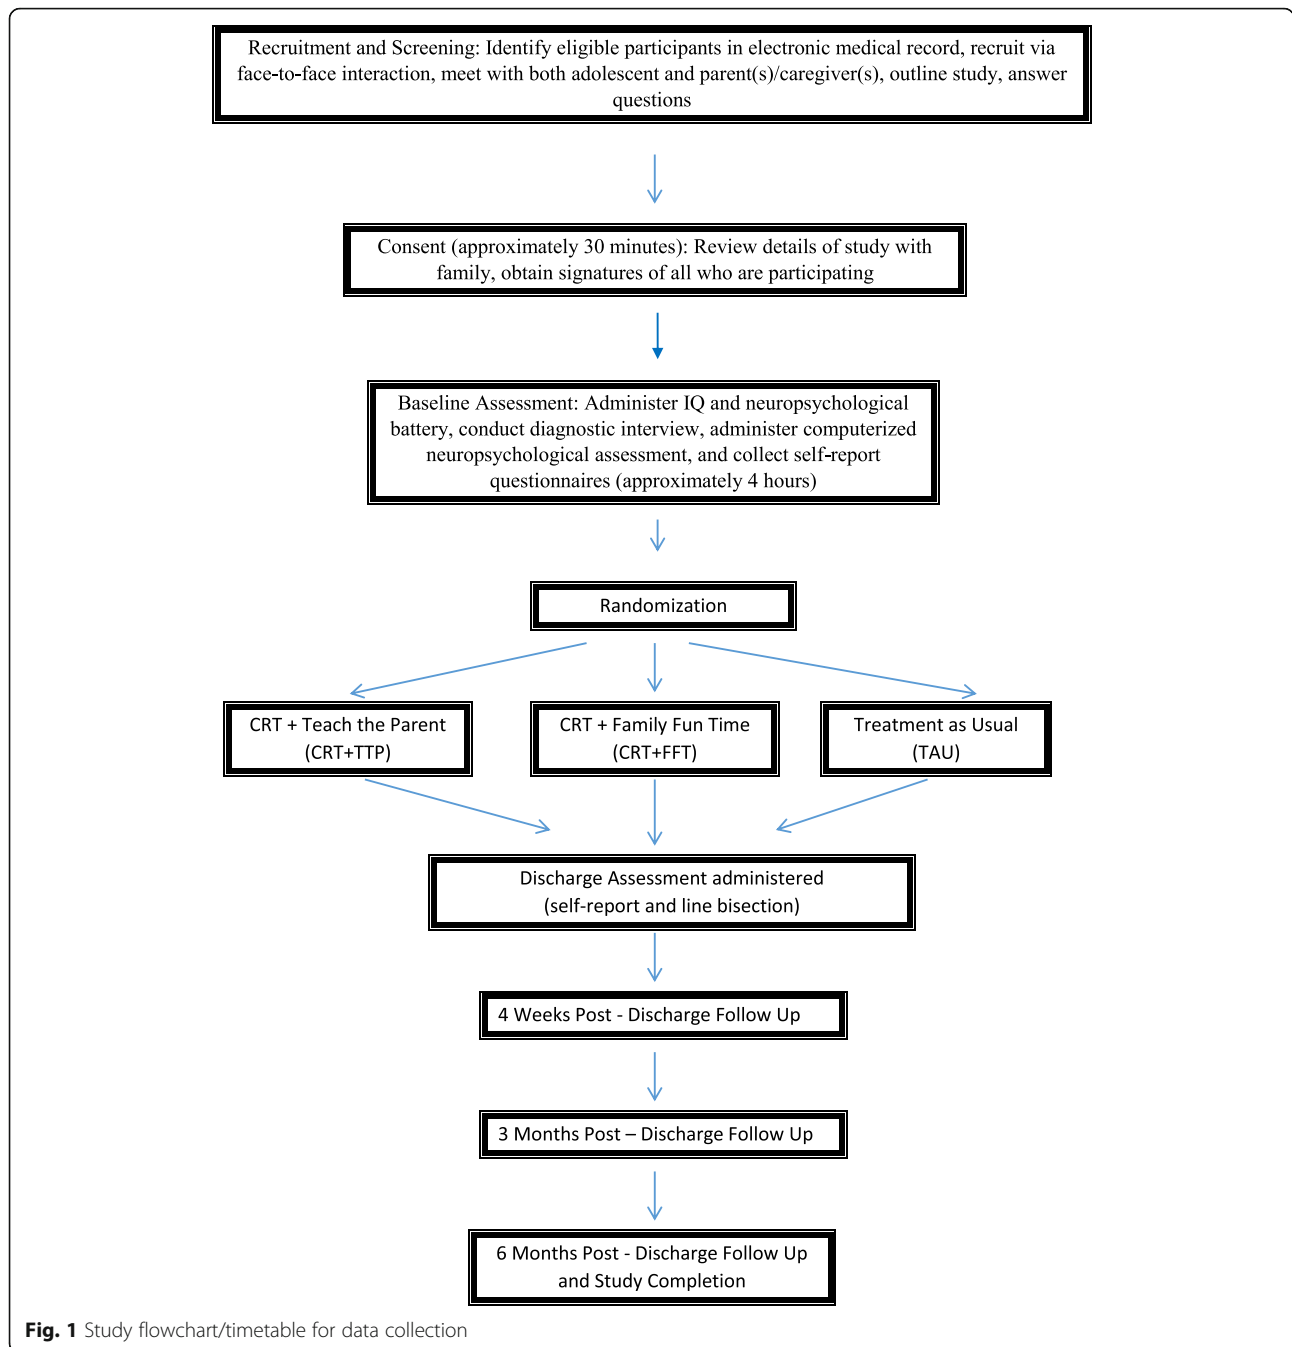 Recruitment and Screening: Identify eligible participants in electronic medical record, recruit via
face-to-face interaction, meet with both adolescent and parent(s)/caregiver(s), outline study, answer
questions
Consent (approximately 30 minutes): Review details of study with
family, obtain signatures of all who are participating
Baseline Assessment: Administer IQ and neuropsychological
battery, conduct diagnostic interview, administer computerized
neuropsychological assessment, and collect self-report
questionnaires (approximately 4 hours)
Randomization
CRT + Teach the Parent
(CRT+TTP)
CRT + Family Fun Time
(CRT+FFT)
Treatment as Usual
(TAU)
Discharge Assessment administered
(self-report and line bisection)
4 Weeks Post - Discharge Follow Up
3 Months Post – Discharge Follow Up
6 Months Post - Discharge Follow Up
and Study Completion
Fig. 1 Study flowchart/timetable for data collection